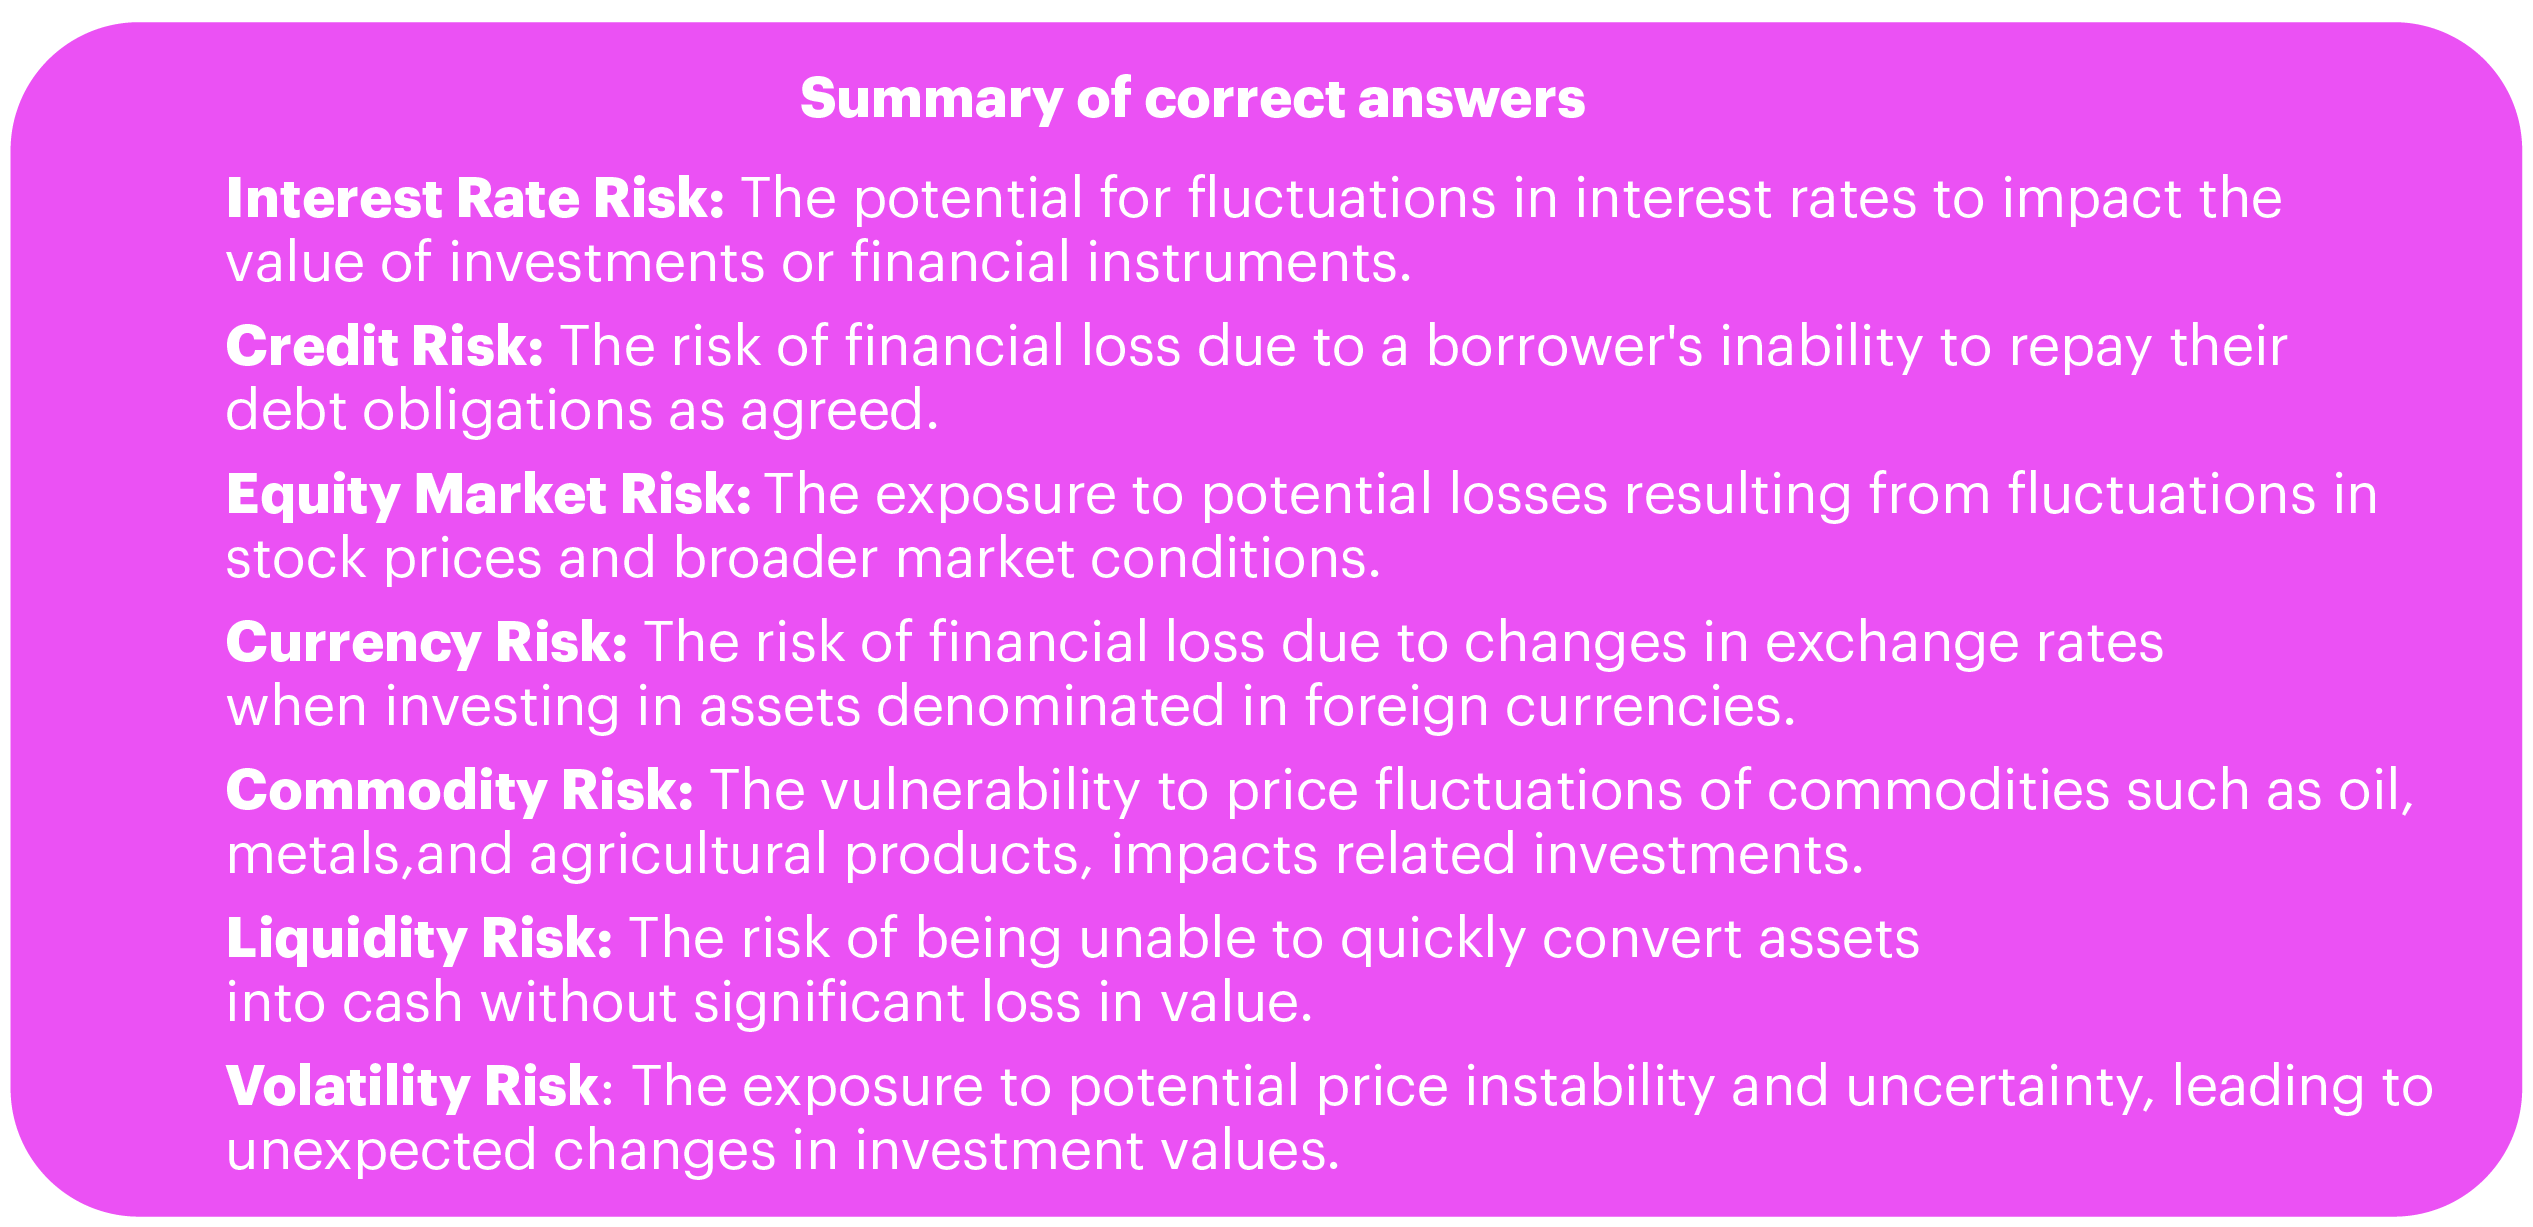 Summary of correct answers
Interest Rate Risk: The potential for fluctuations in interest rates to impact the
value of investments or financial instruments.
Credit Risk: The risk of financial loss due to a borrower's inability to repay their
debt obligations as agreed.
Equity Market Risk: The exposure to potential losses resulting from fluctuations in
stock prices and broader market conditions.
Currency Risk: The risk of financial loss due to changes in exchange rates
when investing in assets denominated in foreign currencies.
Commodity Risk: The vulnerability to price fluctuations of commodities such as oil,
metals,and agricultural products, impacts related investments.
Liquidity Risk: The risk of being unable to quickly convert assets
into cash without significant loss in value.
Volatility Risk: The exposure to potential price instability and uncertainty, leading to
unexpected changes in investment values.